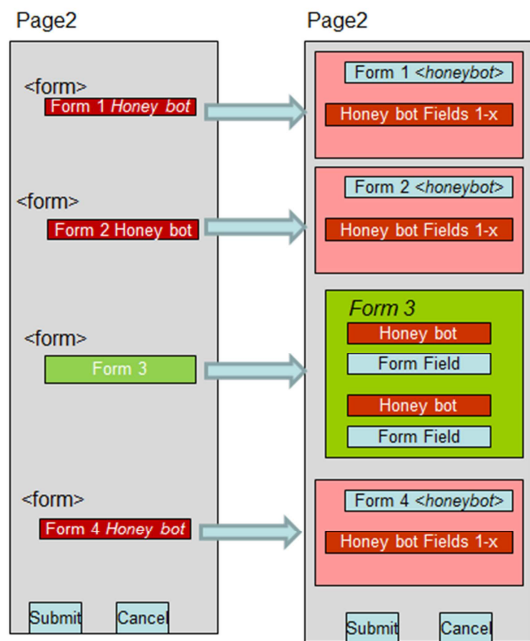 Page2
<form>
Form 1 Honey bot
<form>
Form 2 Honey bot
<form>
Form 3
<form>
Form 4 Honey bot
Submit
Cancel
Page2
Form 1 <honeybot>
Honey bot Fields 1-x
Form 2 <honeybot>
Honey bot Fields 1-x
Form 3
Honey bot
Form Field
Honey bot
Form Field
Form 4 <honeybot>
Honey bot Fields 1-x
Submit
Cancel